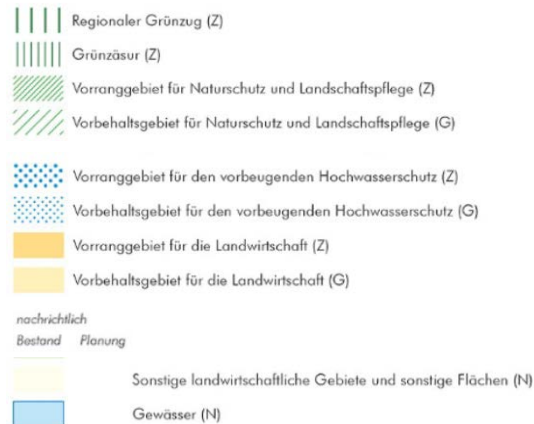 Regionaler Grünzug (Z)
Grünzäsur (Z)
Vorranggebiet für Naturschutz und Landschaftspflege (Z)
Vorbehaltsgebiet für Naturschutz und Landschaftspflege (G)
Vorranggebiet für den vorbeugenden Hochwasserschutz (Z)
Vorbehaltsgebiet für den vorbeugenden Hochwasserschutz (G)
Vorranggebiet für die Landwirtschaft (Z)
Vorbehaltsgebiet für die Landwirtschaft (G)
nachrichtlich
Bestand Planung
Sonstige landwirtschaftliche Gebiete und sonstige Flächen (N)
Gewässer (N)